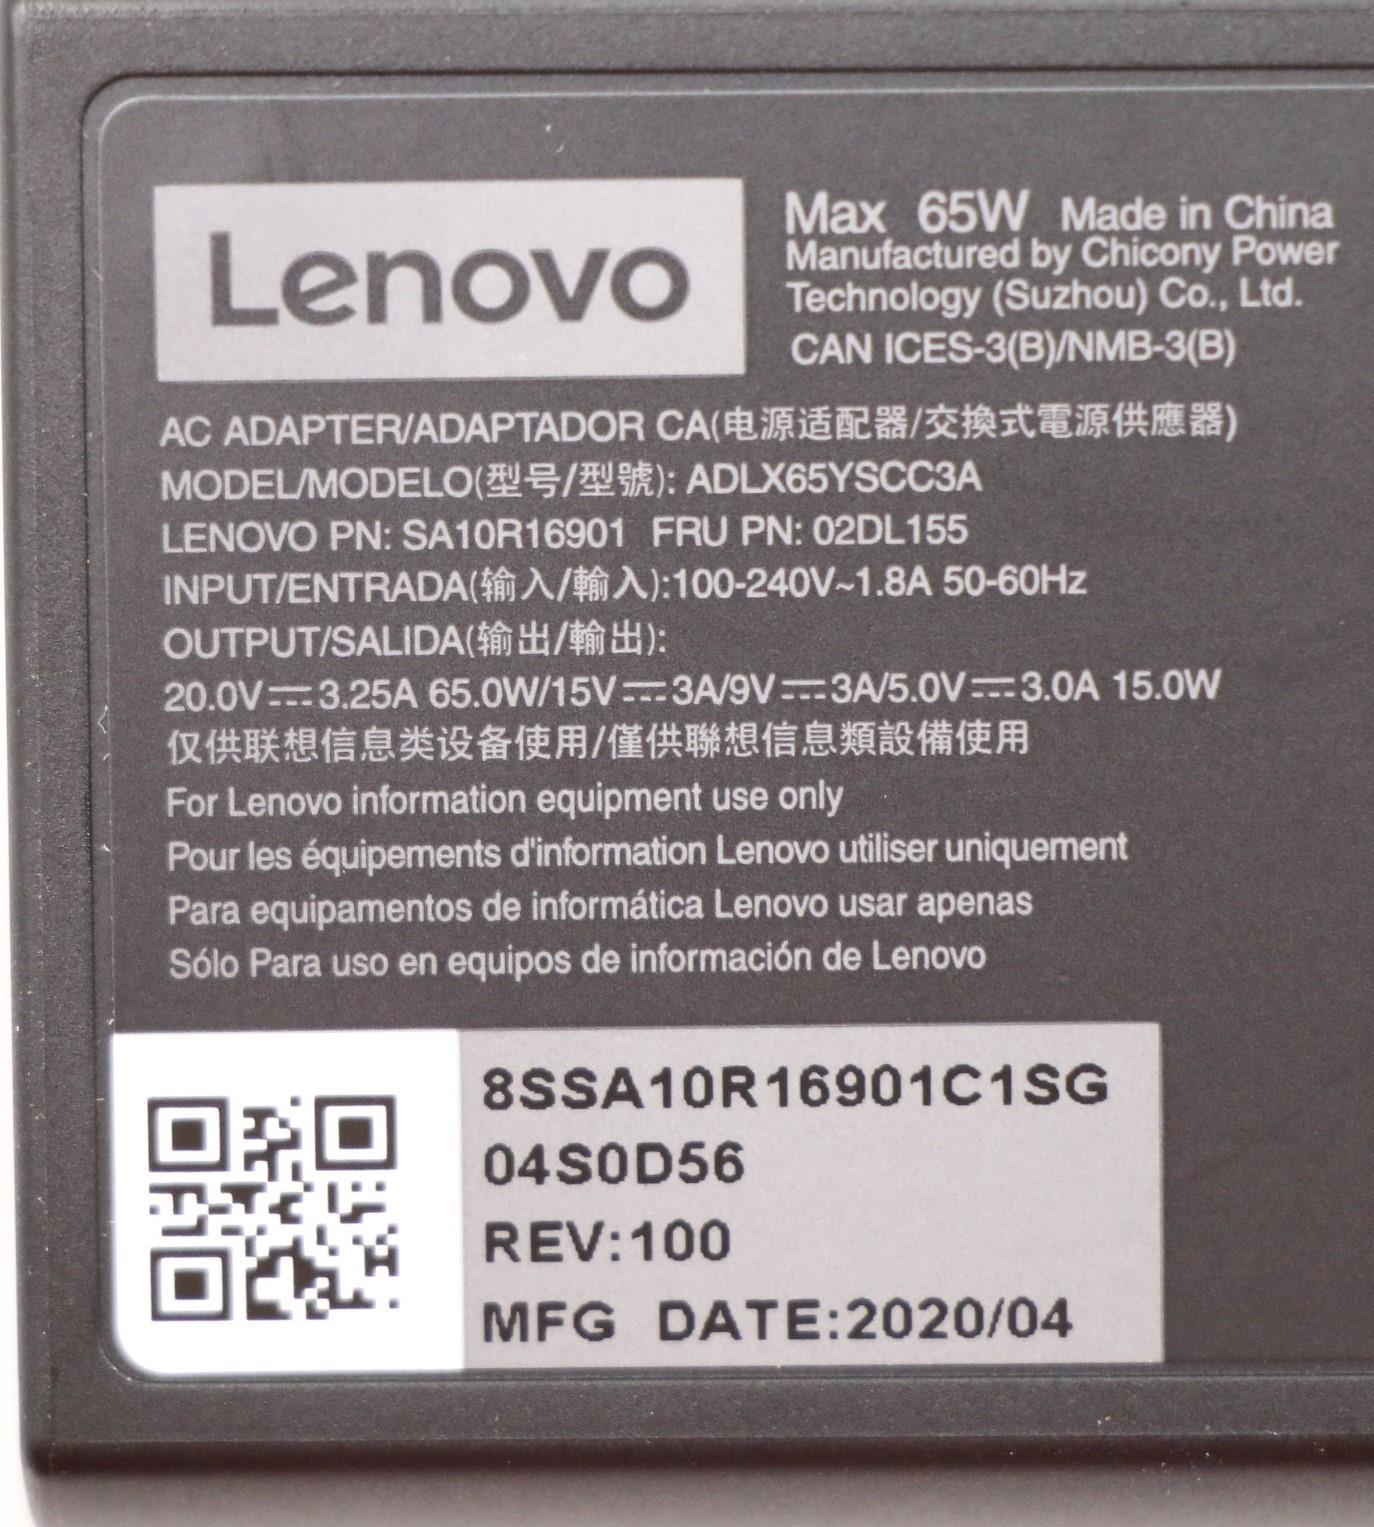 Lenovo
Max 65W Made in China
Manufactured by Chicony Power
Technology (Suzhou) Co., Ltd.
CAN ICES-3(B)/NMB-3(B)
AC ADAPTER/ADAPTADOR CA(电源适配器/交換式電源供應器)
MODEL/MODELO(型号/型號): ADLX65YSCC3A
LENOVO PN: SA10R16901 FRU PN: 02DL155
INPUT/ENTRADA(输入/輸入):100-240V~1.8A 50-60Hz
OUTPUT/SALIDA(输出/輸出):
20.0V⎓3.25A 65.0W/15V⎓3A/9V⎓3A/5.0V⎓3.0A 15.0W
仅供联想信息类设备使用/僅供聯想信息類設備使用
For Lenovo information equipment use only
Pour les équipements d'information Lenovo utiliser uniquement
Para equipamentos de informática Lenovo usar apenas
Sólo Para uso en equipos de información de Lenovo
8SSA10R16901C1SG
04S0D56
REV:100
MFG DATE:2020/04